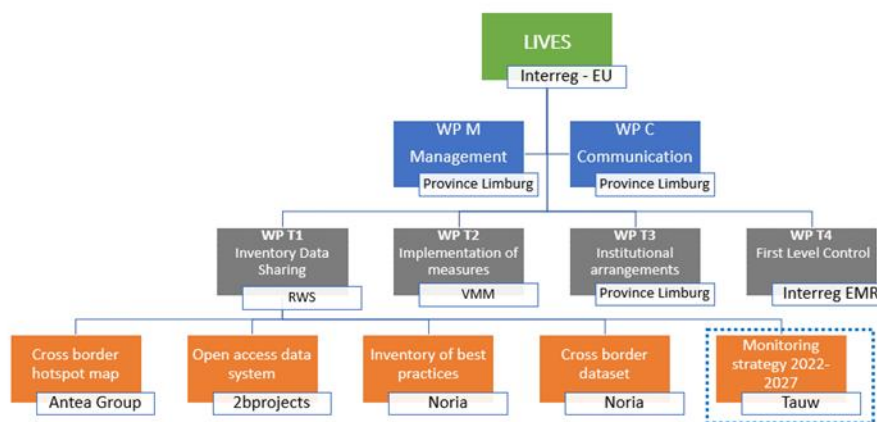 LIVES
Interreg - EU
WP M
Management
Province Limburg
WP C
Communication
Province Limburg
WP T1
Inventory Data
Sharing
RWS
WP T2
Implementation of
measures
VMM
WP T3
Institutional
arrangements
Province Limburg
WP T4
First Level Control
Interreg EMR
Cross border
hotspot map
Antea Group
Open access data
system
2bprojects
Inventory of best
practices
Noria
Cross border
dataset
Noria
Monitoring
strategy 2022-
2027
Tauw